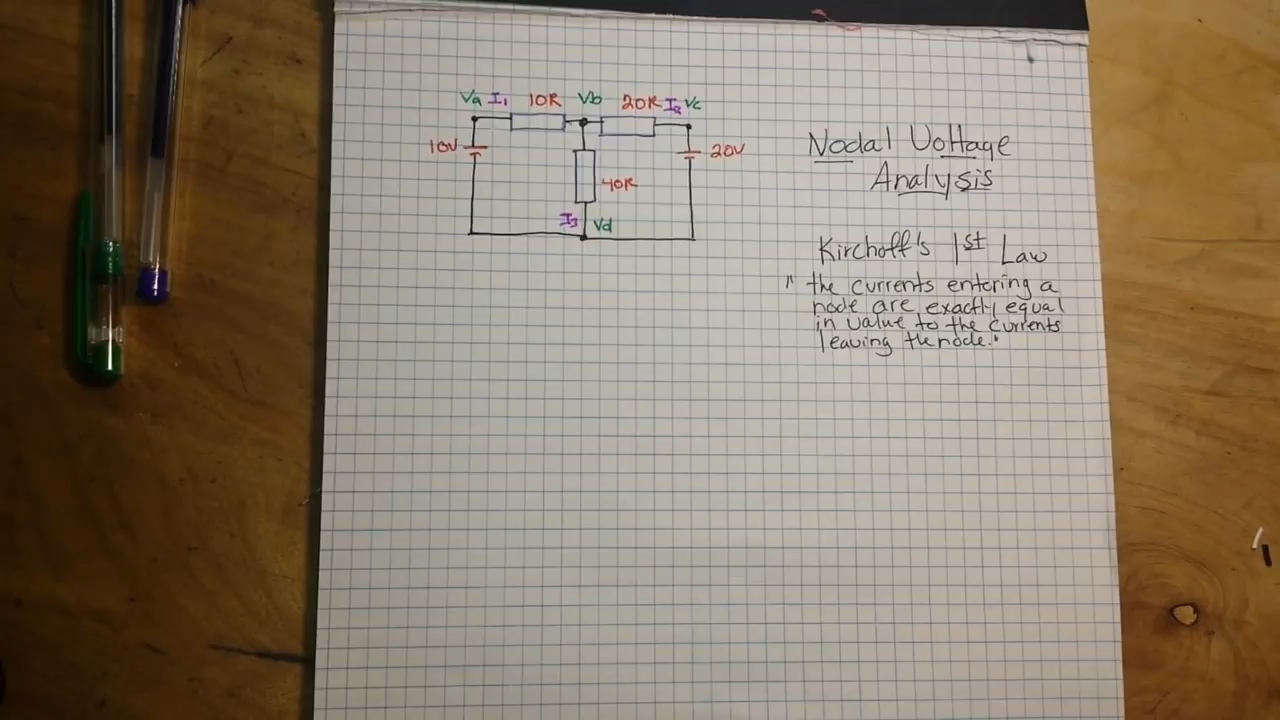 Va I₁ 10R Vb 20R I₂ Vc
10V 20V
40R
I₃ Vd
Nodal Voltage
Analysis
Kirchoff's 1st Law
"the currents entering a
node are exactly equal
in value to the currents
leaving the node."